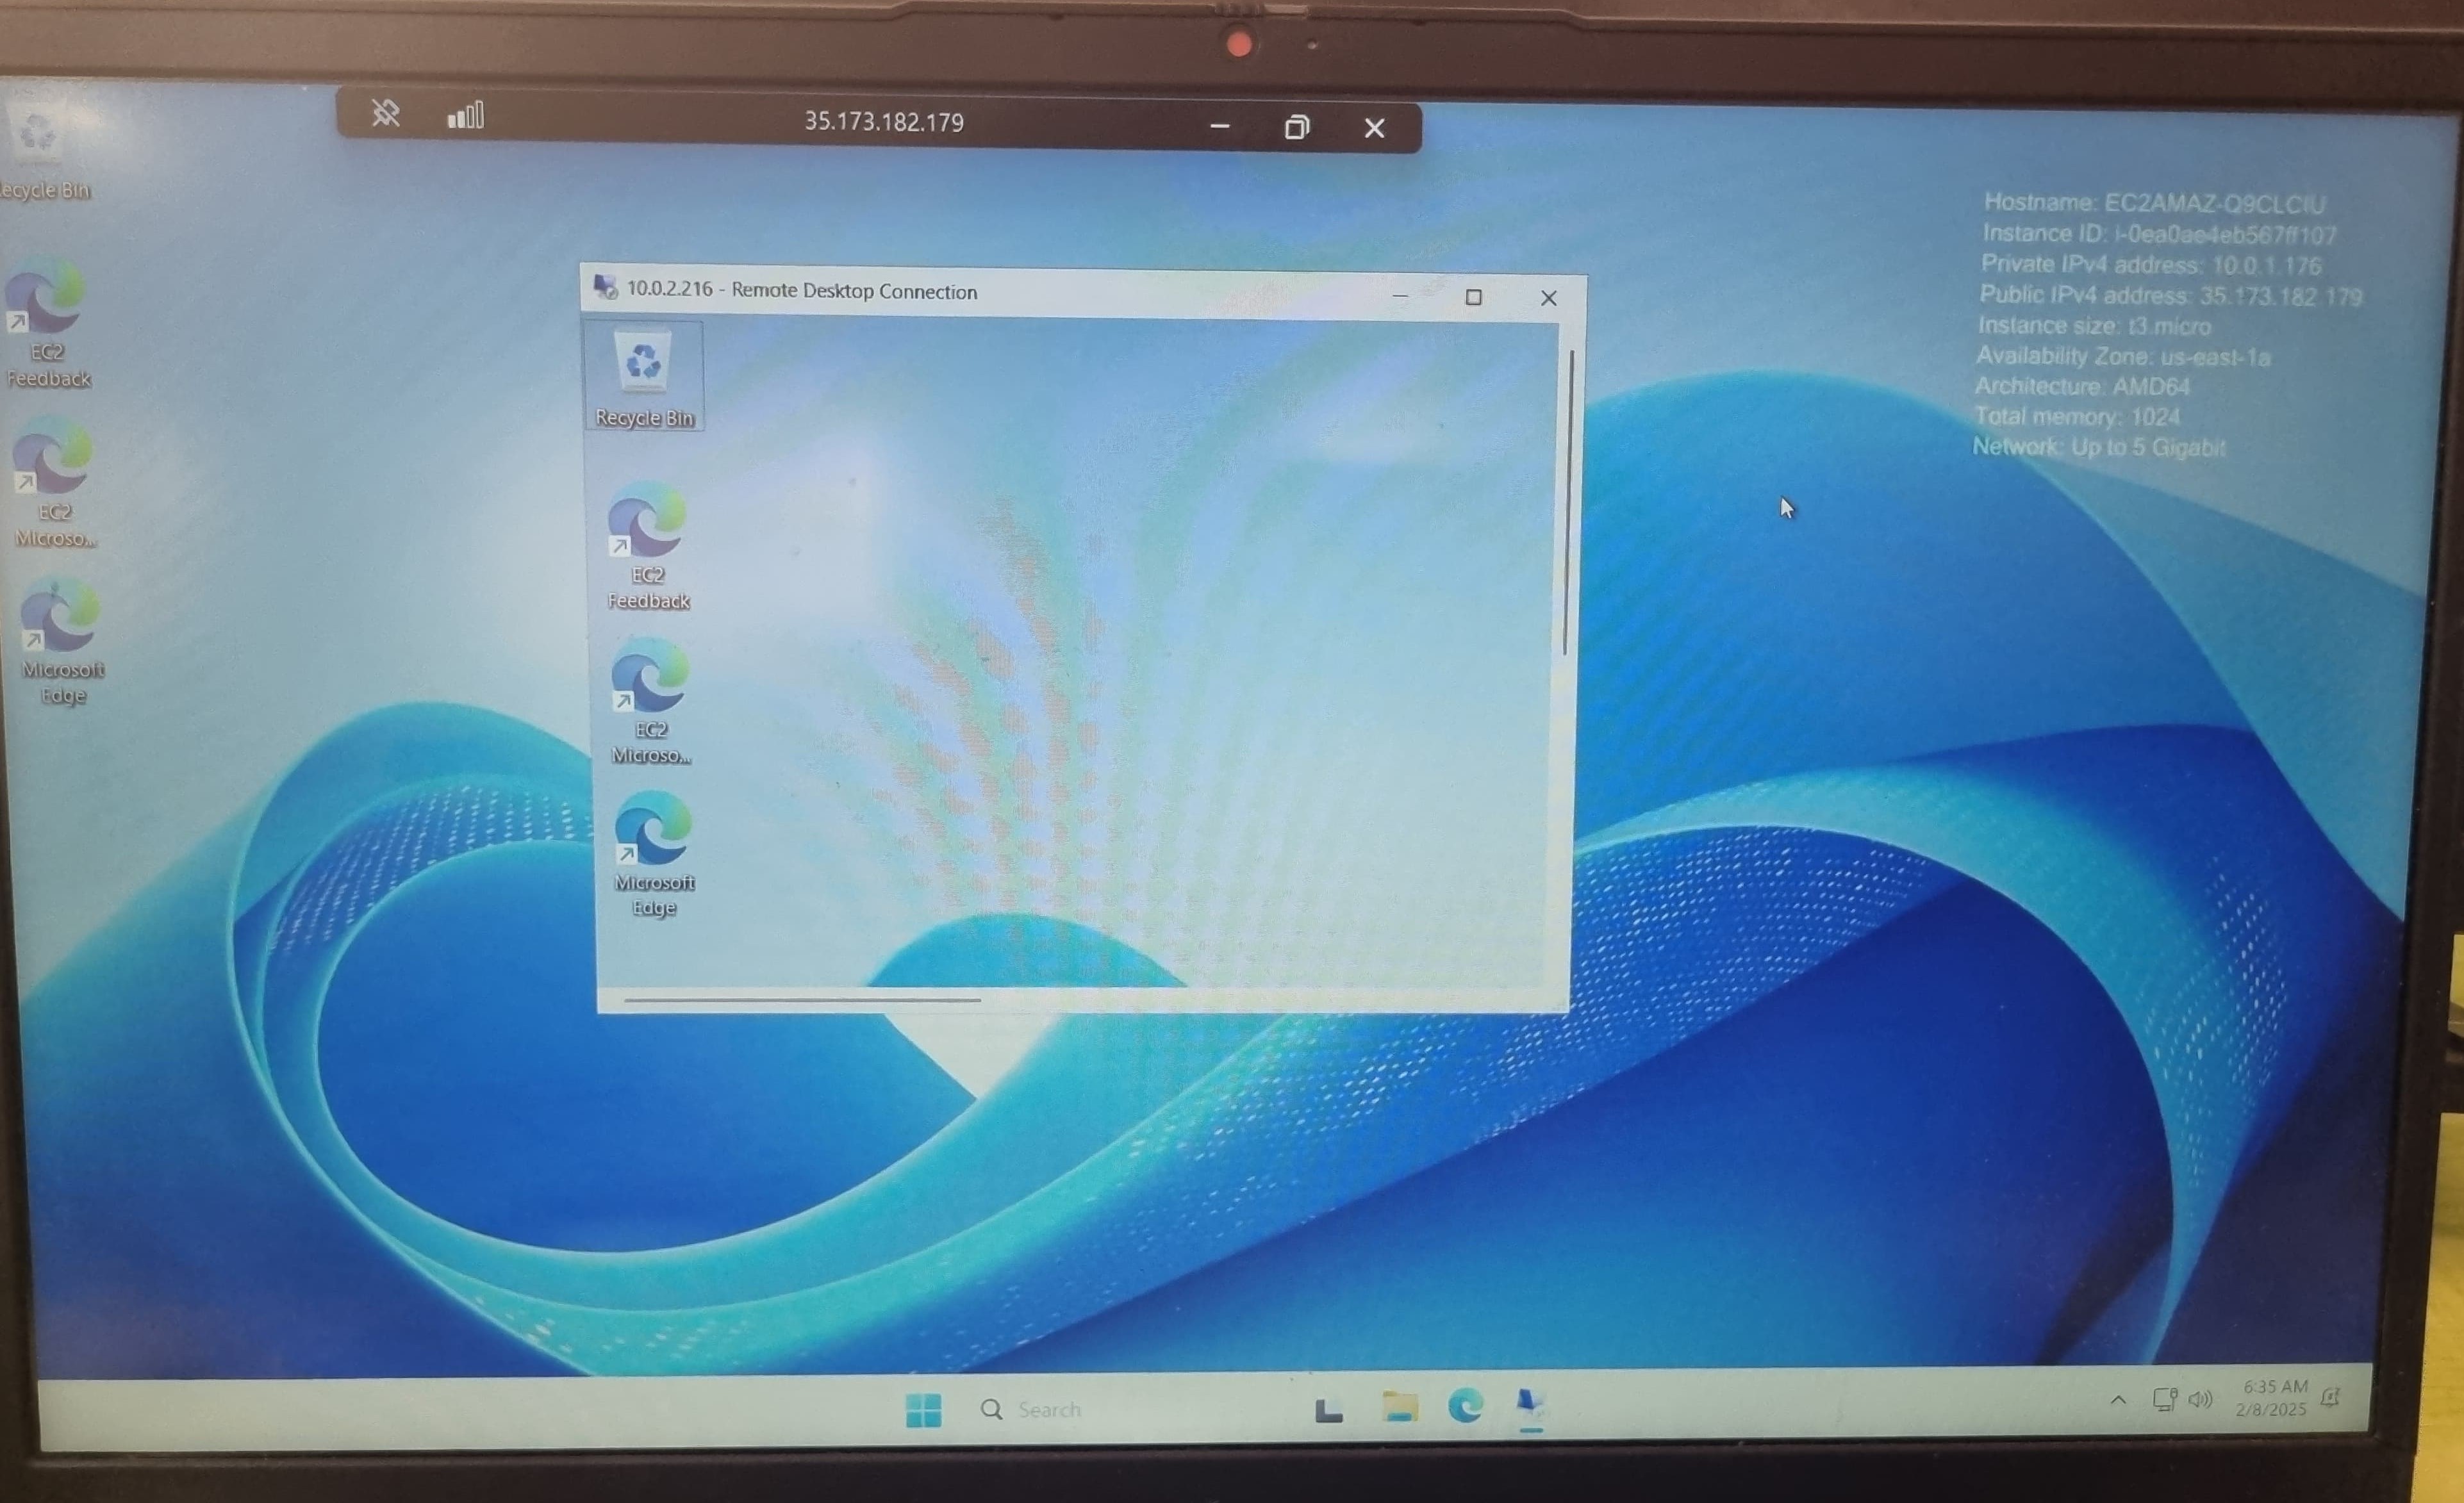 35.173.182.179
ecycle Bin
EC2
Feedback
EC2
Microso...
Microsoft
Edge
10.0.2.216 - Remote Desktop Connection
Recycle Bin
EC2
Feedback
EC2
Microso...
Microsoft
Edge
Hostname: EC2AMAZ-Q9CLCIU
Instance ID: i-0ea0ae4eb567ff107
Private IPv4 address: 10.0.1.176
Public IPv4 address: 35.173.182.179
Instance size: t3.micro
Availability Zone: us-east-1a
Architecture: AMD64
Total memory: 1024
Network: Up to 5 Gigabit
Search
6:35 AM
2/8/2025